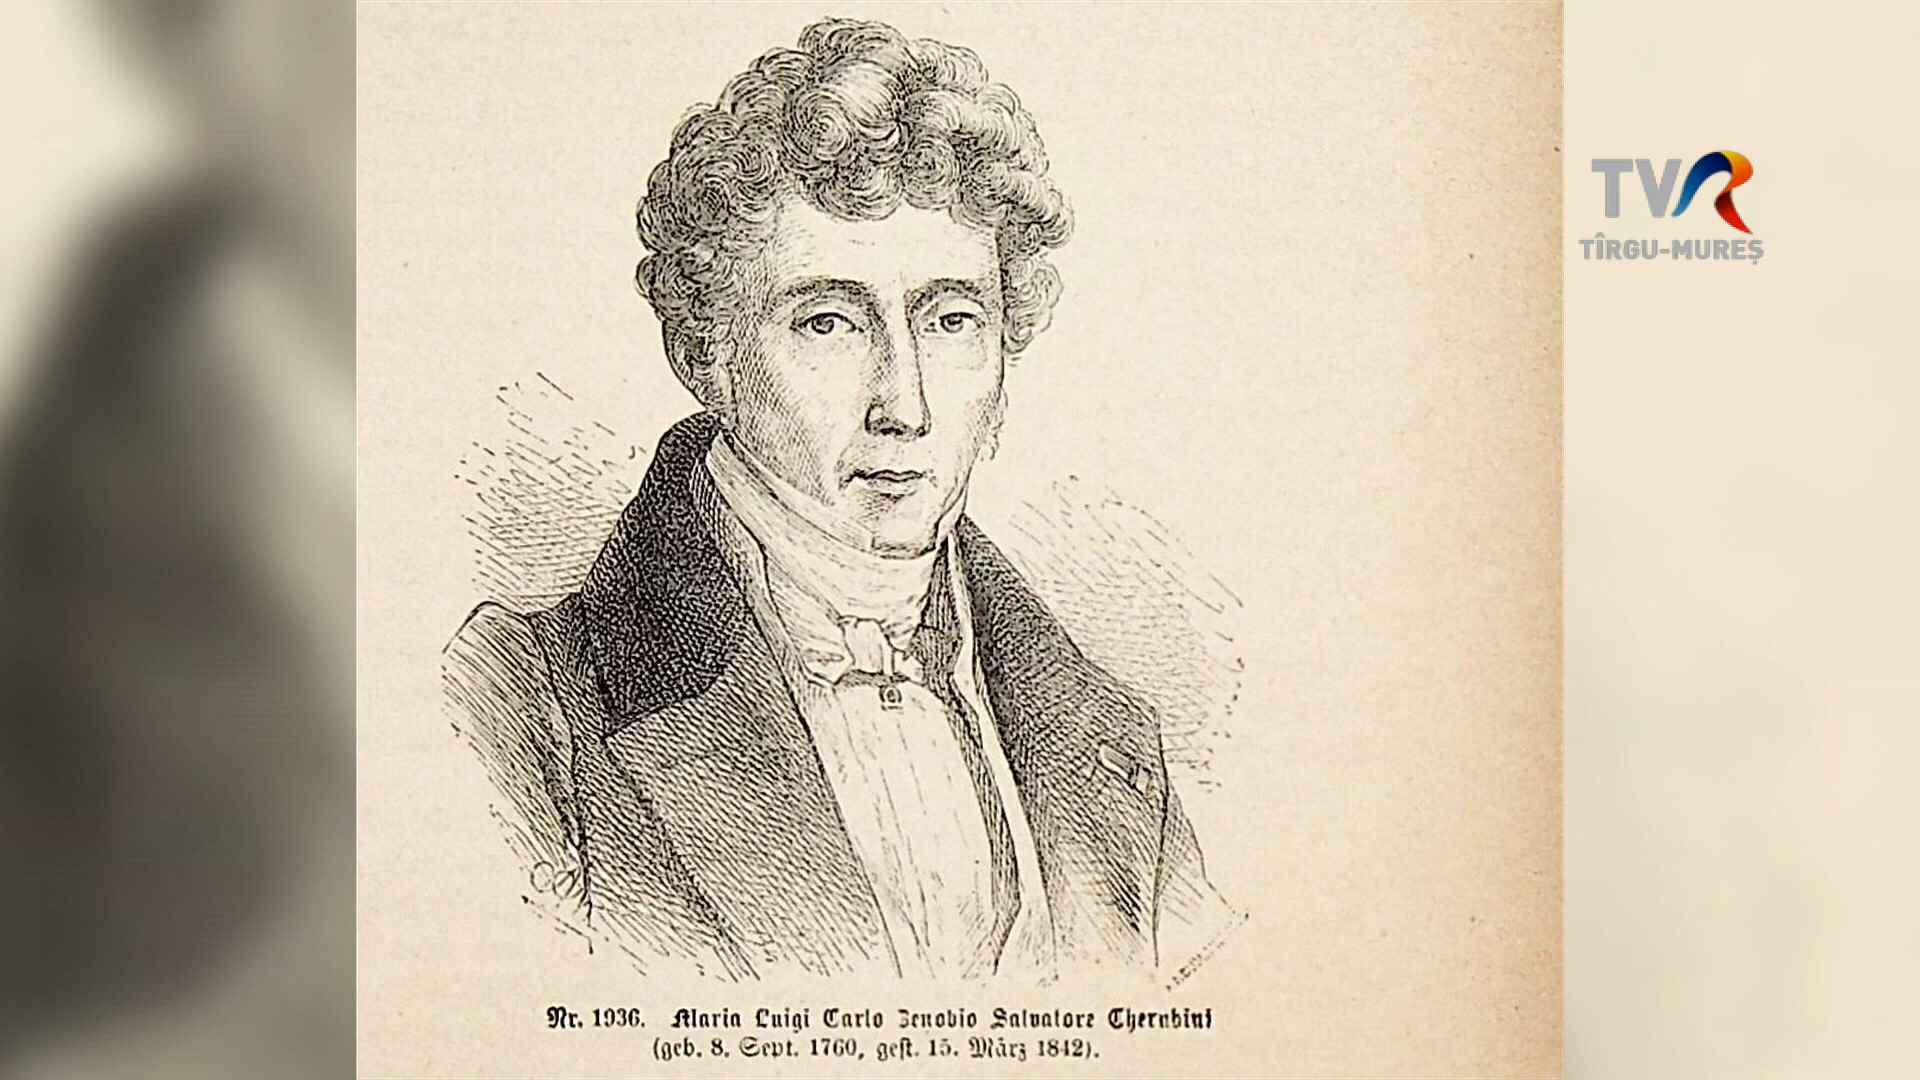 TVR
TÎRGU-MUREȘ
Nr. 1936. Maria Luigi Carlo Zenobio Salvatore Cherubini
(geb. 8. Sept. 1760, gest. 15. März 1842).